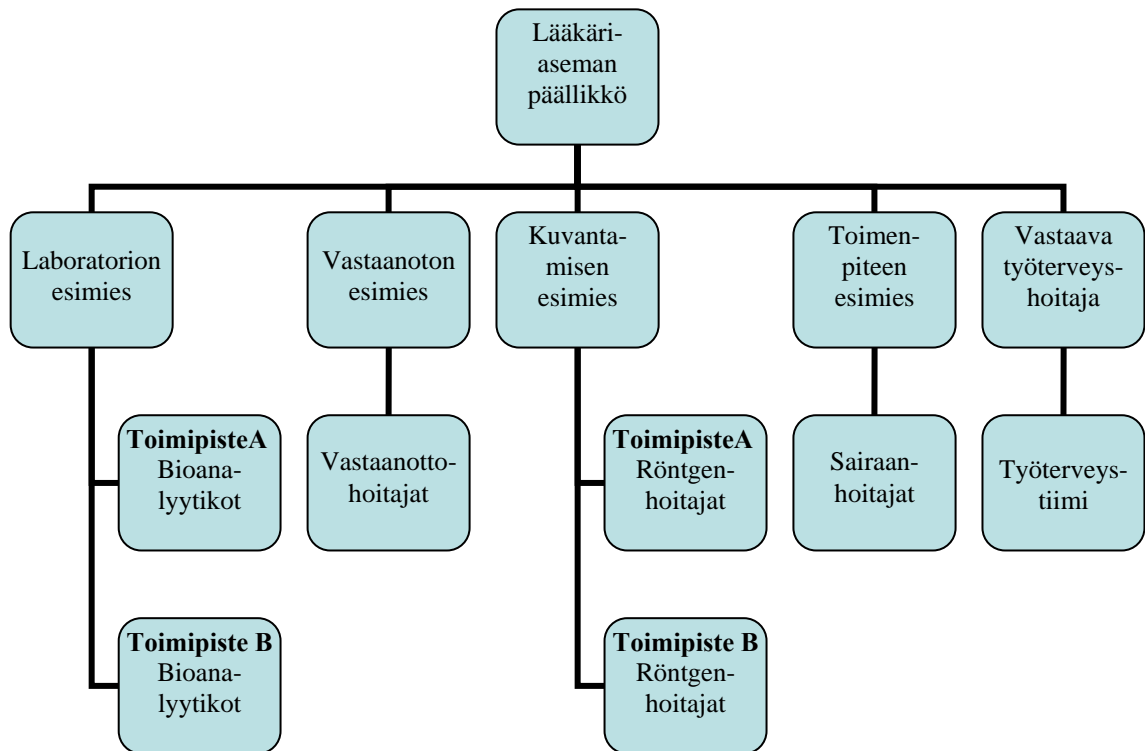 Lääkäri-
aseman
päällikkö
Laboratorion
esimies
Vastaanoton
esimies
Kuvanta-
misen
esimies
Toimen-
piteen
esimies
Vastaava
työterveys-
hoitaja
ToimipisteA
Bioana-
lyytikot
Vastaanotto-
hoitajat
ToimipisteA
Röntgen-
hoitajat
Sairaan-
hoitajat
Työterveys-
tiimi
Toimipiste B
Bioana-
lyytikot
Toimipiste B
Röntgen-
hoitajat